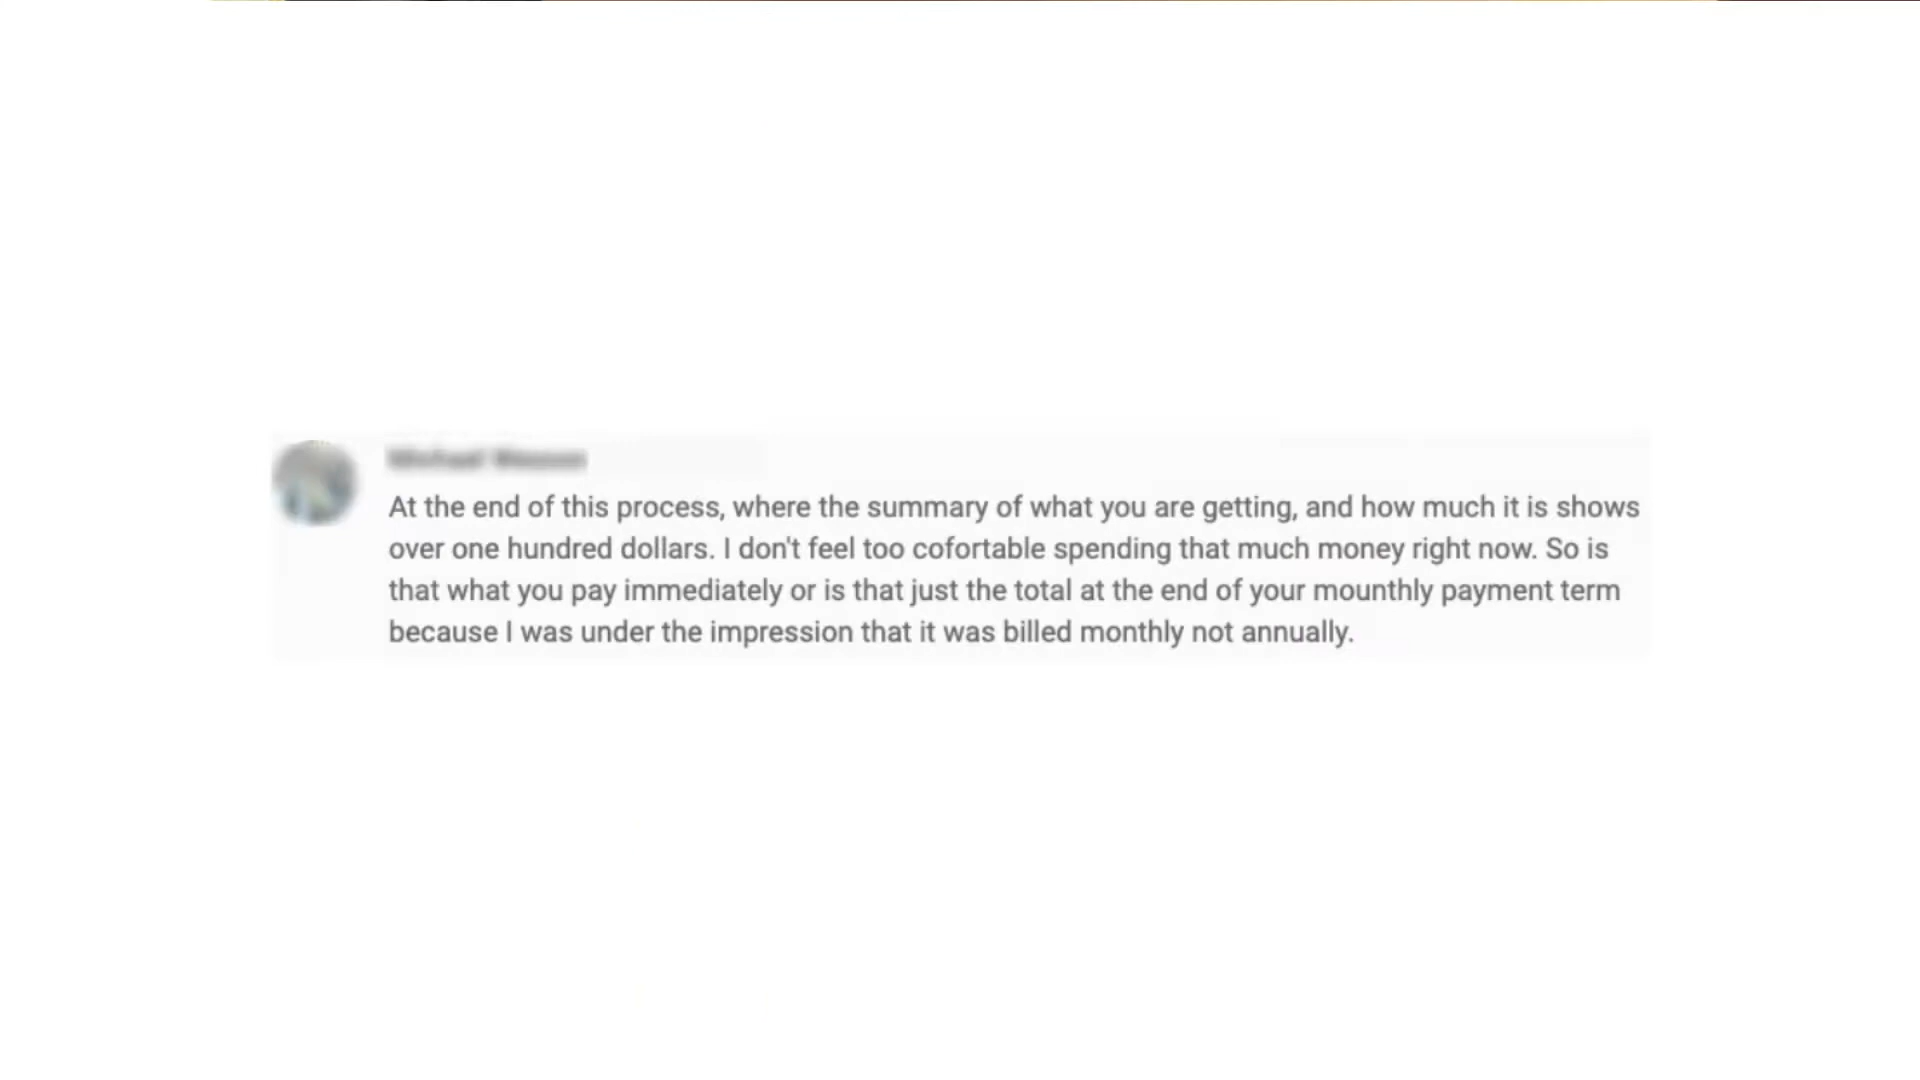 At the end of this process, where the summary of what you are getting, and how much it is shows
over one hundred dollars. I don't feel too cofortable spending that much money right now. So is
that what you pay immediately or is that just the total at the end of your mounthly payment term
because I was under the impression that it was billed monthly not annually.